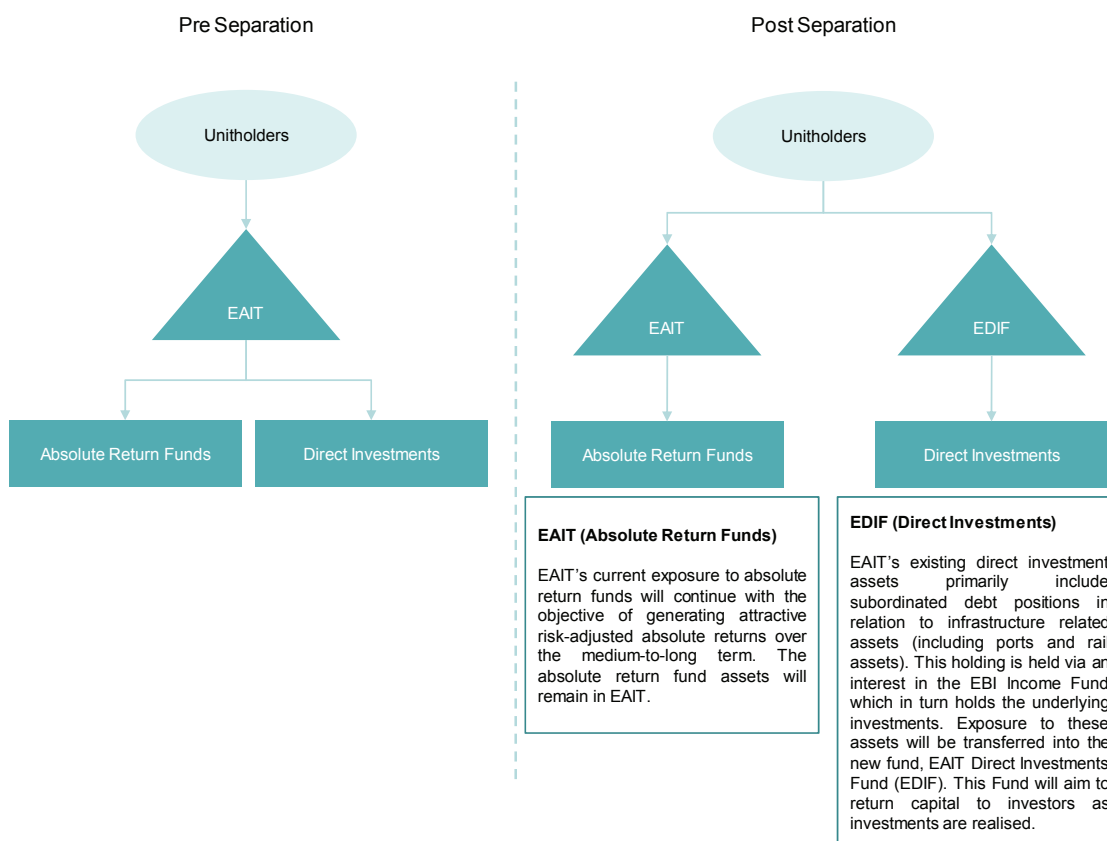 Pre Separation
Post Separation
Unitholders
Unitholders
EAIT
EAIT
EDIF
Absolute Return Funds
Direct Investments
Absolute Return Funds
Direct Investments
EAIT (Absolute Return Funds)
EAIT's current exposure to absolute
return funds will continue with the
objective of generating attractive
risk-adjusted absolute returns over
the medium-to-long term. The
absolute return fund assets will
remain in EAIT.
EDIF (Direct Investments)
EAIT's existing direct investment
assets primarily include
subordinated debt positions in
relation to infrastructure related
assets (including ports and rail
assets). This holding is held via an
interest in the EBI Income Fund
which in turn holds the underlying
investments. Exposure to these
assets will be transferred into the
new fund, EAIT Direct Investments
Fund (EDIF). This Fund will aim to
return capital to investors as
investments are realised.